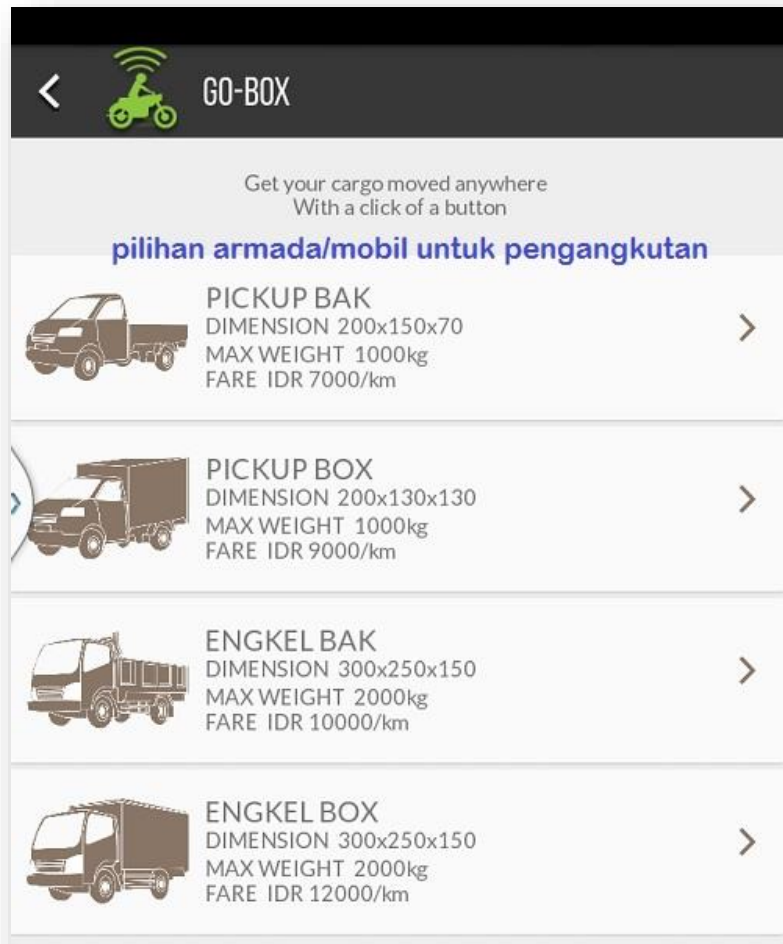 GO-BOX
Get your cargo moved anywhere
With a click of a button
pilihan armada/mobil untuk pengangkutan
PICKUP BAK
DIMENSION 200x150x70
MAX WEIGHT 1000kg
FARE IDR 7000/km
PICKUP BOX
DIMENSION 200x130x130
MAX WEIGHT 1000kg
FARE IDR 9000/km
ENGKEL BAK
DIMENSION 300x250x150
MAX WEIGHT 2000kg
FARE IDR 10000/km
ENGKEL BOX
DIMENSION 300x250x150
MAX WEIGHT 2000kg
FARE IDR 12000/km